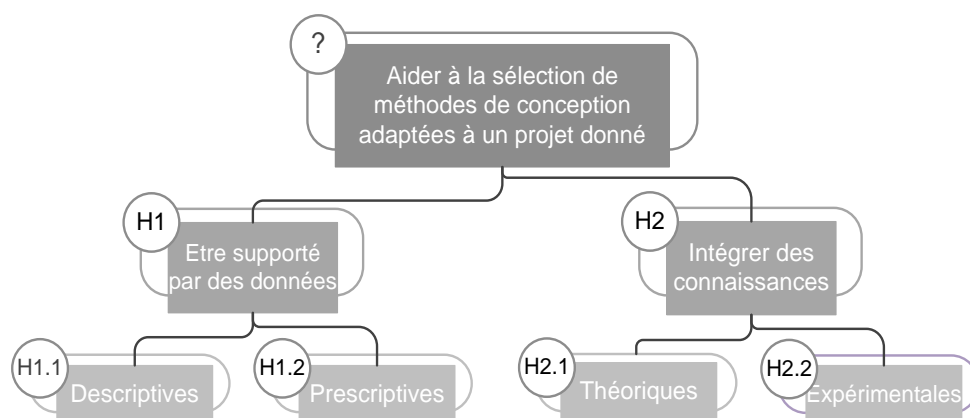 ?
Aider à la sélection de
méthodes de conception
adaptées à un projet donné
H1
Etre supporté
par des données
H2
Intégrer des
connaissances
H1.1
Descriptives
H1.2
Prescriptives
H2.1
Théoriques
H2.2
Expérimentales